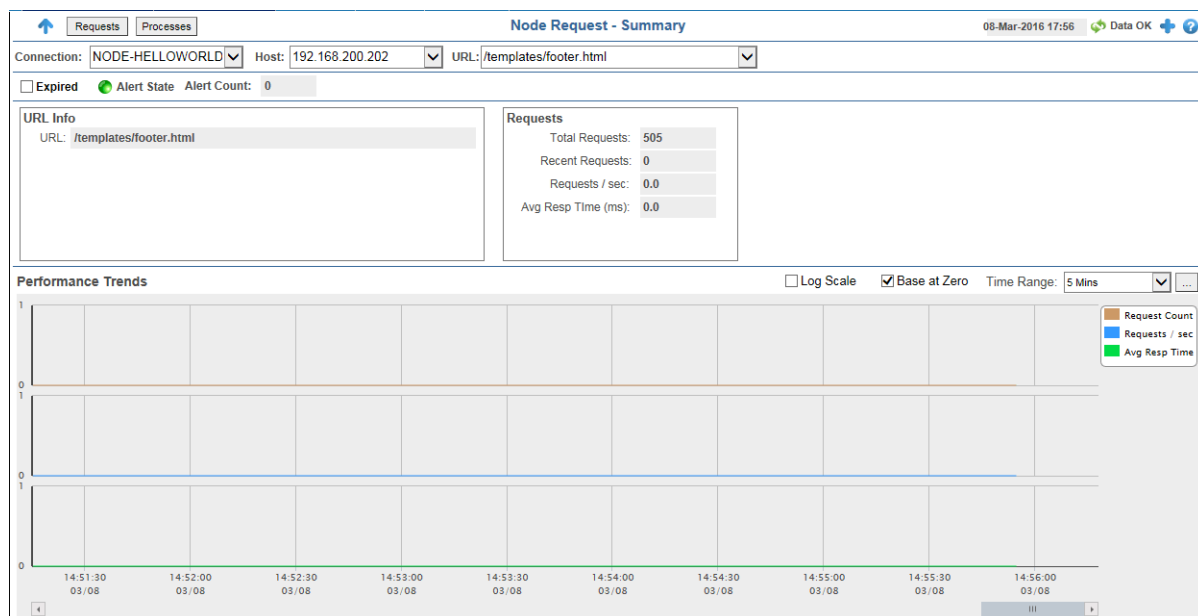 Requests Processes Node Request - Summary 08-Mar-2016 17:56 Data OK
Connection: NODE-HELLOWORLD Host: 192.168.200.202 URL: /templates/footer.html
Expired Alert State Alert Count: 0
URL Info
URL: /templates/footer.html
Requests
Total Requests: 505
Recent Requests: 0
Requests / sec: 0.0
Avg Resp TIme (ms): 0.0
Performance Trends Log Scale Base at Zero Time Range: 5 Mins ...
1
0
1
0
1
0
Request Count
Requests / sec
Avg Resp Time
14:51:30 14:52:00 14:52:30 14:53:00 14:53:30 14:54:00 14:54:30 14:55:00 14:55:30 14:56:00
03/08 03/08 03/08 03/08 03/08 03/08 03/08 03/08 03/08 03/08